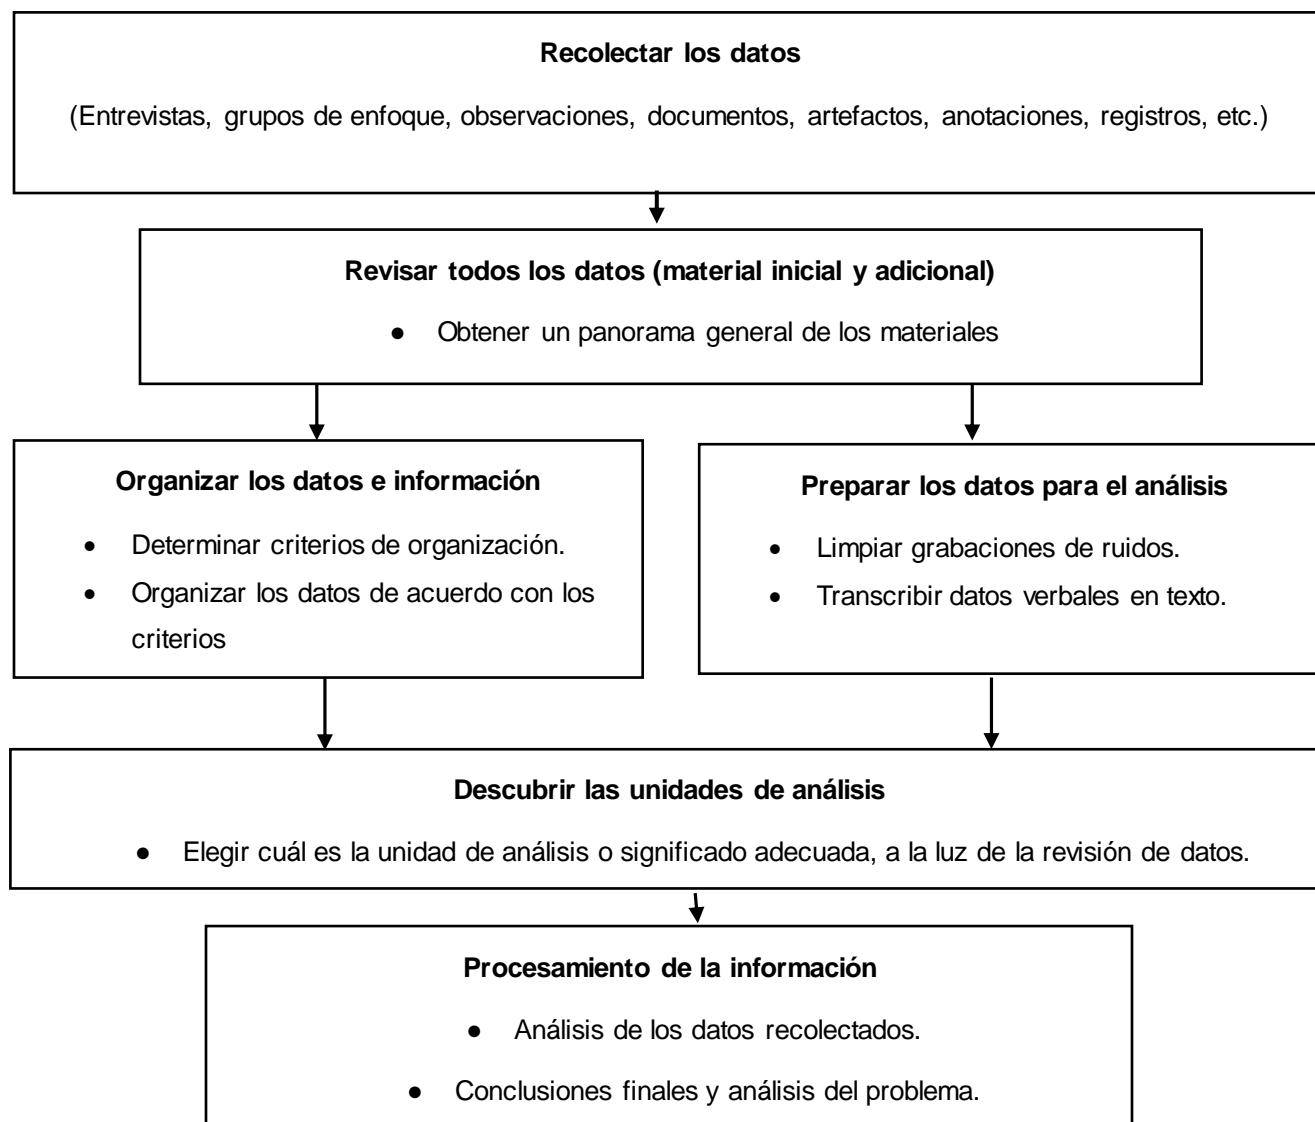 Recolectar los datos
(Entrevistas, grupos de enfoque, observaciones, documentos, artefactos, anotaciones, registros, etc.)
Revisar todos los datos (material inicial y adicional)
● Obtener un panorama general de los materiales
Organizar los datos e información
• Determinar criterios de organización.
• Organizar los datos de acuerdo con los
criterios
Preparar los datos para el análisis
• Limpiar grabaciones de ruidos.
• Transcribir datos verbales en texto.
Descubrir las unidades de análisis
● Elegir cuál es la unidad de análisis o significado adecuada, a la luz de la revisión de datos.
Procesamiento de la información
● Análisis de los datos recolectados.
● Conclusiones finales y análisis del problema.